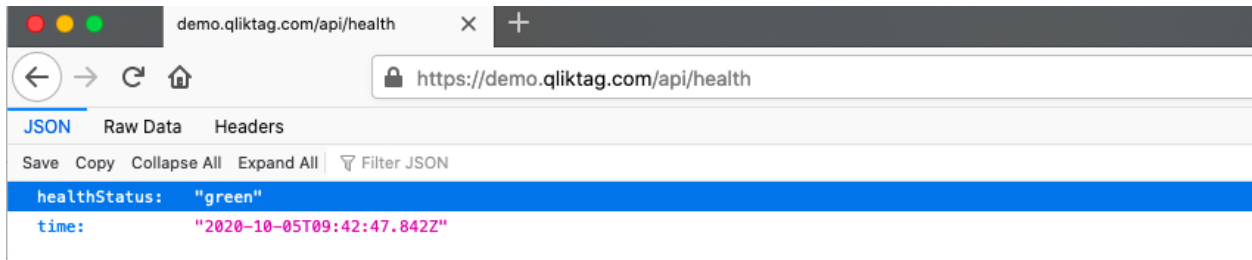 demo.qliktag.com/api/health
https://demo.qliktag.com/api/health
JSON Raw Data Headers
Save Copy Collapse All Expand All Filter JSON
healthStatus: "green"
time: "2020-10-05T09:42:47.842Z"